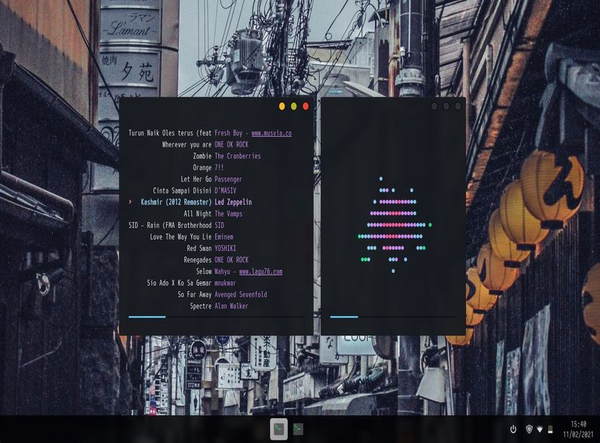 ラマン
Lamant
焼肉
夕苑
Turun Naik Oles terus (feat Fresh Boy - www.musvia.co
Wherever you are ONE OK ROCK
Zombie The Cranberries
Orange 7!!
Let Her Go Passenger
Cinta Sampai Disini D'MASIV
› Kashmir (2012 Remaster) Led Zeppelin
All Night The Vamps
SID - Rain (FMA Brotherhood SID
Love The Way You Lie Eminem
Red Swan YOSHIKI
Renegades ONE OK ROCK
Selow Wahyu - www.lagu76.com
Sio Ado X Ko Sa Gemar mnukwar
So Far Away Avenged Sevenfold
Spectre Alan Walker
15:40
11/02/2021